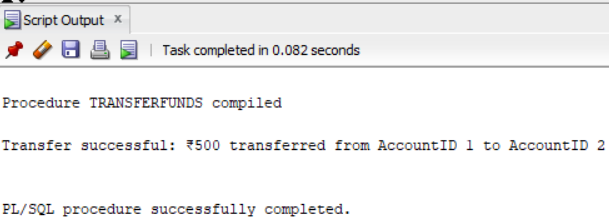 Script Output x
Task completed in 0.082 seconds
Procedure TRANSFERFUNDS compiled
Transfer successful: ₹500 transferred from AccountID 1 to AccountID 2
PL/SQL procedure successfully completed.